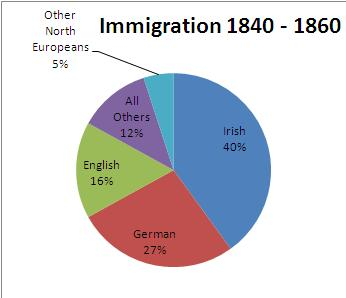 Immigration 1840 - 1860
Other
North
Europeans
5%
All
Others
12%
Irish
40%
English
16%
German
27%